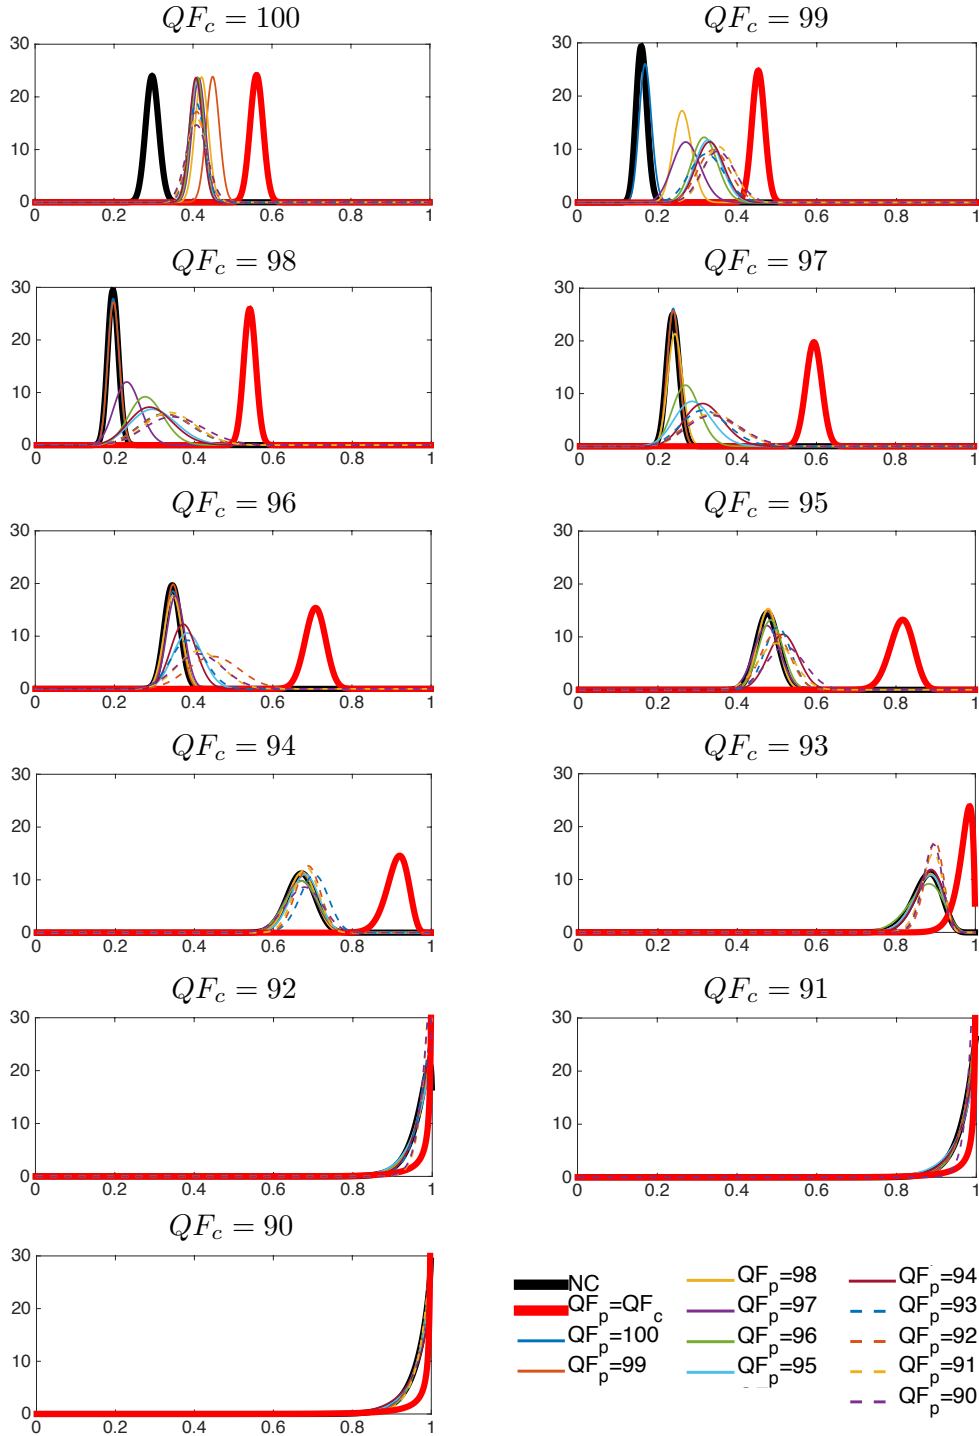 QF_c = 100
30
20
10
0
0 0.2 0.4 0.6 0.8 1
QF_c = 99
30
20
10
0
0 0.2 0.4 0.6 0.8 1
QF_c = 98
30
20
10
0
0 0.2 0.4 0.6 0.8 1
QF_c = 97
30
20
10
0
0 0.2 0.4 0.6 0.8 1
QF_c = 96
30
20
10
0
0 0.2 0.4 0.6 0.8 1
QF_c = 95
30
20
10
0
0 0.2 0.4 0.6 0.8 1
QF_c = 94
30
20
10
0
0 0.2 0.4 0.6 0.8 1
QF_c = 93
30
20
10
0
0 0.2 0.4 0.6 0.8 1
QF_c = 92
30
20
10
0
0 0.2 0.4 0.6 0.8 1
QF_c = 91
30
20
10
0
0 0.2 0.4 0.6 0.8 1
QF_c = 90
30
20
10
0
0 0.2 0.4 0.6 0.8 1
NC
QF_p=QF_c
QF_p=100
QF_p=99
QF_p=98
QF_p=97
QF_p=96
QF_p=95
QF_p=94
QF_p=93
QF_p=92
QF_p=91
QF_p=90